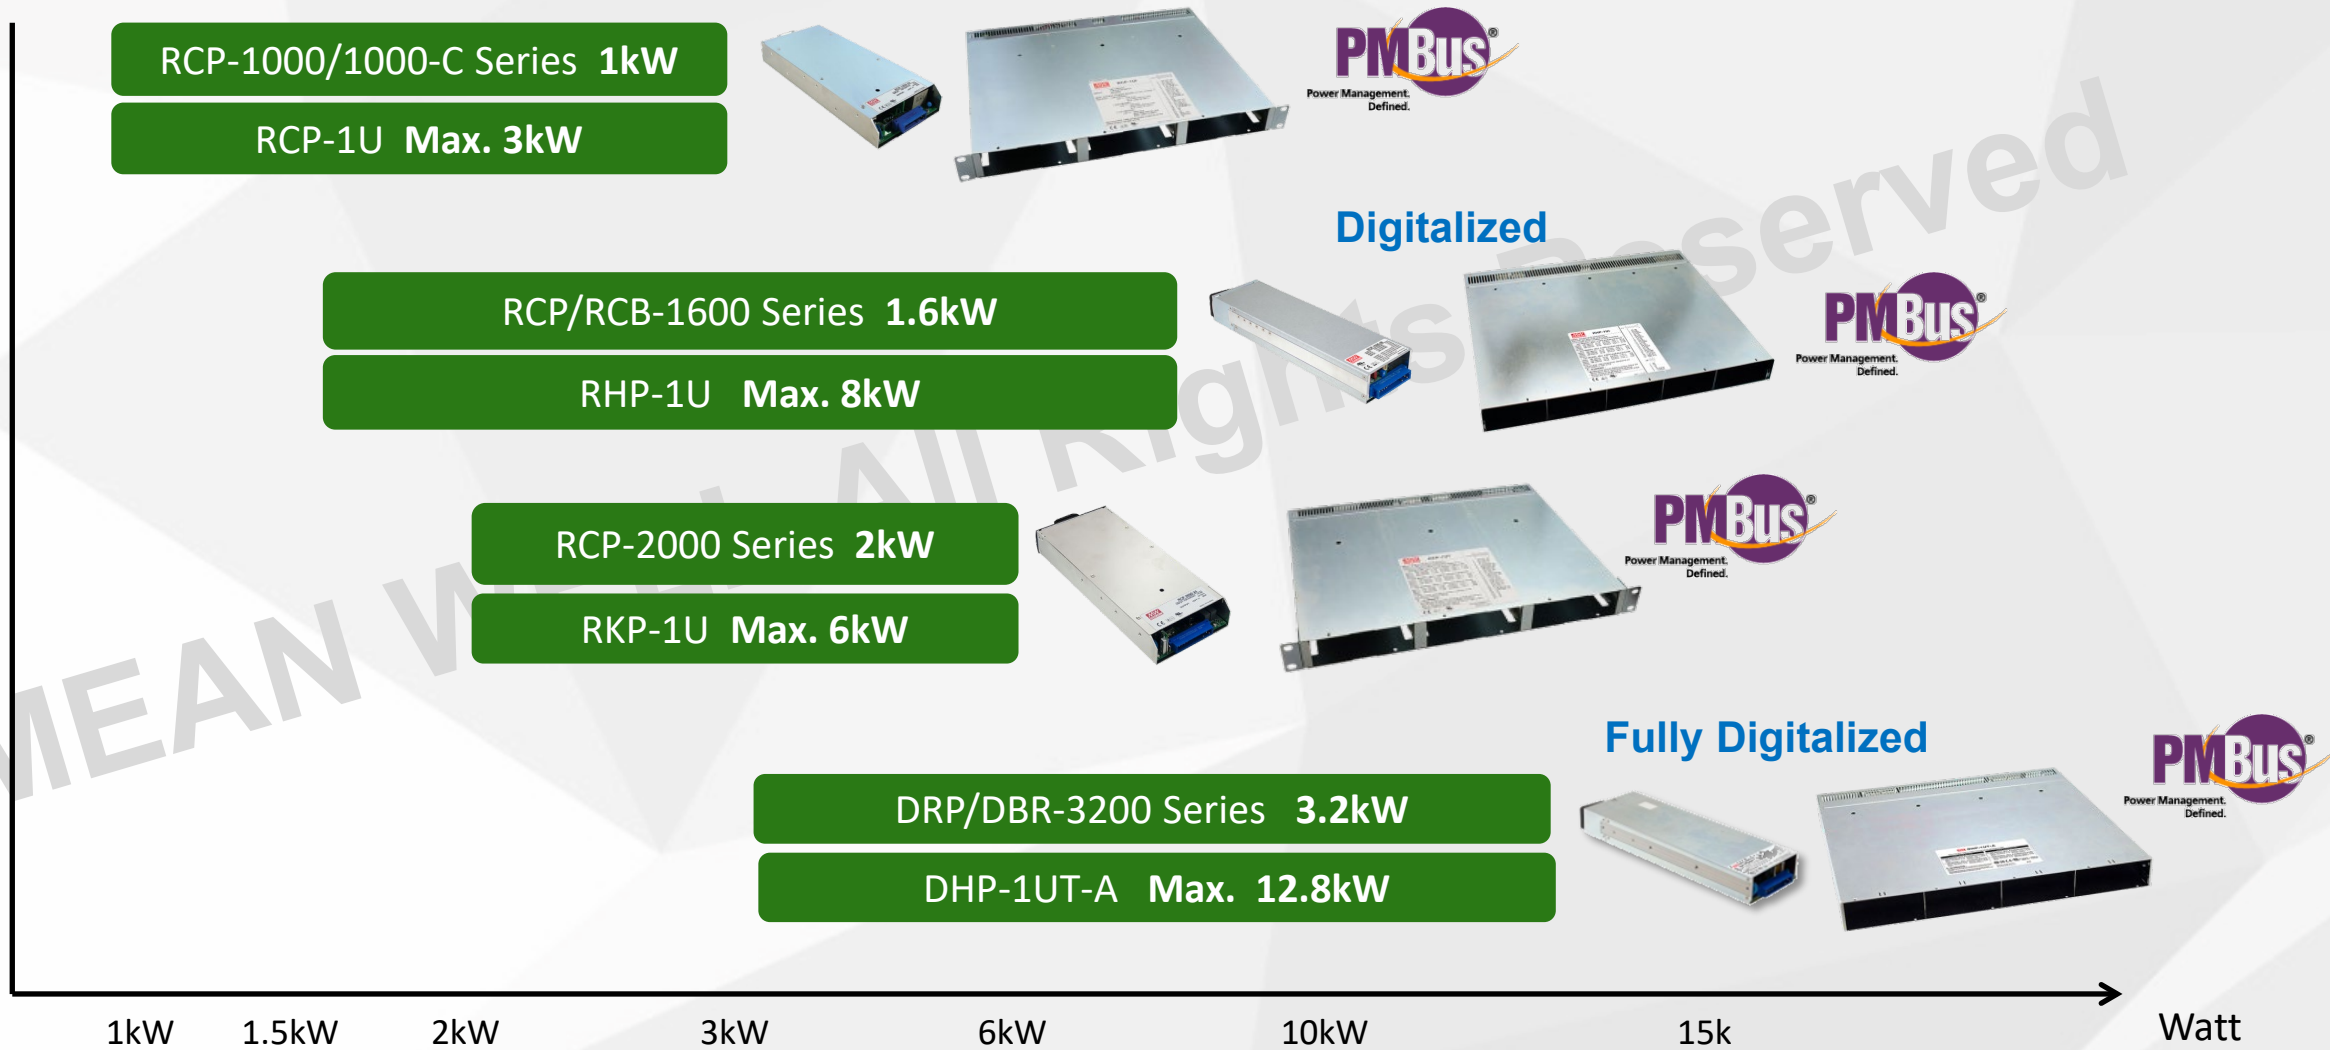 RCP-1000/1000-C Series 1kW
RCP-1U Max. 3kW
PMBus®
Power Management.
Defined.
Digitalized
RCP/RCB-1600 Series 1.6kW
RHP-1U Max. 8kW
PMBus®
Power Management.
Defined.
RCP-2000 Series 2kW
RKP-1U Max. 6kW
PMBus®
Power Management.
Defined.
Fully Digitalized
DRP/DBR-3200 Series 3.2kW
DHP-1UT-A Max. 12.8kW
PMBus®
Power Management.
Defined.
MEAN WELL All Rights Reserved
1kW 1.5kW 2kW 3kW 6kW 10kW 15k Watt